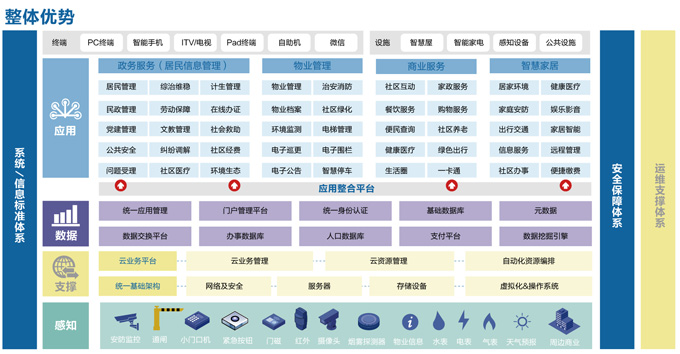 整体优势
终端 PC终端 智能手机 ITV/电视 Pad终端 自助机 微信 设施 智慧屋 智能家电 感知设备 公共设施
政务服务（居民信息管理） 物业管理 商业服务 智慧家居
居民管理 综治维稳 计生管理 物业管理 治安消防 社区互动 家政服务 居家环境 健康医疗
民政管理 劳动保障 在线办证 物业档案 社区绿化 餐饮服务 购物服务 家庭安防 娱乐影音
应用
党建管理 文教管理 社会救助 环境监测 电梯管理 便民查询 社区养老 出行交通 家居智能
公共安全 纠纷调解 社区经费 电子巡更 电子围栏 健康医疗 绿色出行 信息服务 远程管理
问题受理 社区医疗 环境生态 电子公告 智慧停车 生活圈 一卡通 社区办事 便捷缴费
应用整合平台
系统/信息标准体系
安全保障体系
运维支撑体系
统一应用管理 门户管理平台 统一身份认证 基础数据库 元数据
数据
数据交换平台 办事数据库 人口数据库 支付平台 数据挖掘引擎
云业务平台 云业务管理 云资源管理 自动化资源编排
支撑
统一基础架构 网络及安全 服务器 存储设备 虚拟化&操作系统
感知
安防监控 道闸 小门口机 紧急按钮 门磁 红外 摄像头 烟雾探测器 物业信息 水表 电表 气表 天气预报 周边商业